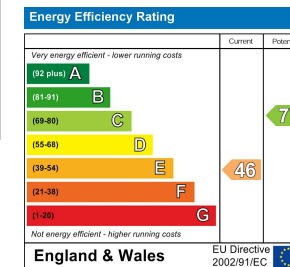 Energy Efficiency Rating
Current
Very energy efficient - lower running costs
(92 plus) A
(81-91) B
(69-80) C
(55-68) D
(39-54) E
46
(21-38) F
(1-20) G
Not energy efficient - higher running costs
England & Wales
EU Directive
2002/91/EC